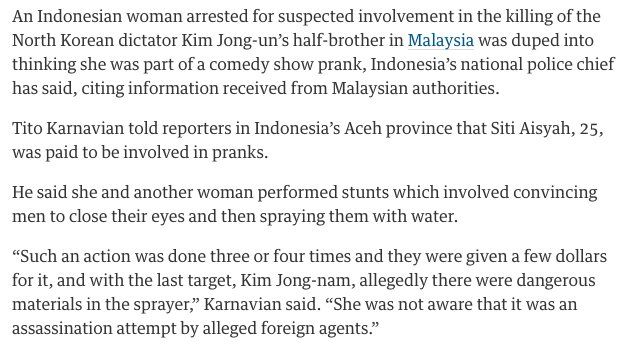 An Indonesian woman arrested for suspected involvement in the killing of the
North Korean dictator Kim Jong-un’s half-brother in Malaysia was duped into
thinking she was part of a comedy show prank, Indonesia’s national police chief
has said, citing information received from Malaysian authorities.
Tito Karnavian told reporters in Indonesia’s Aceh province that Siti Aisyah, 25,
was paid to be involved in pranks.
He said she and another woman performed stunts which involved convincing
men to close their eyes and then spraying them with water.
“Such an action was done three or four times and they were given a few dollars
for it, and with the last target, Kim Jong-nam, allegedly there were dangerous
materials in the sprayer,” Karnavian said. “She was not aware that it was an
assassination attempt by alleged foreign agents.”